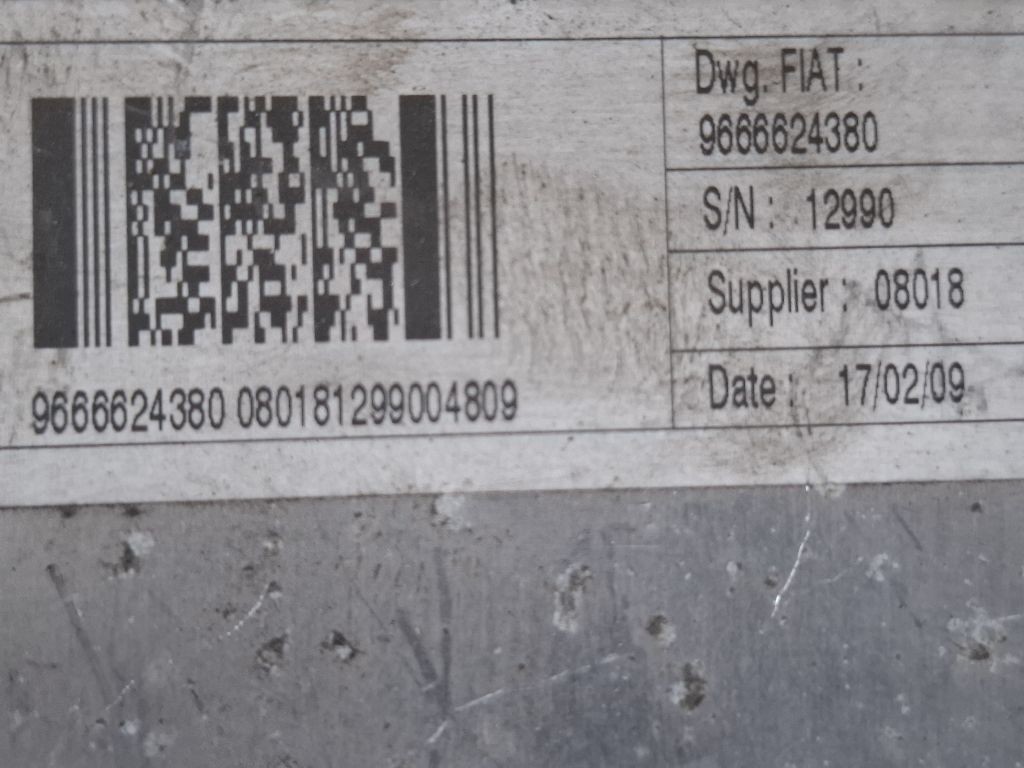 Dwg. FIAT :
9666624380
S/N : 12990
Supplier : 08018
Date : 17/02/09
9666624380 080181299004809